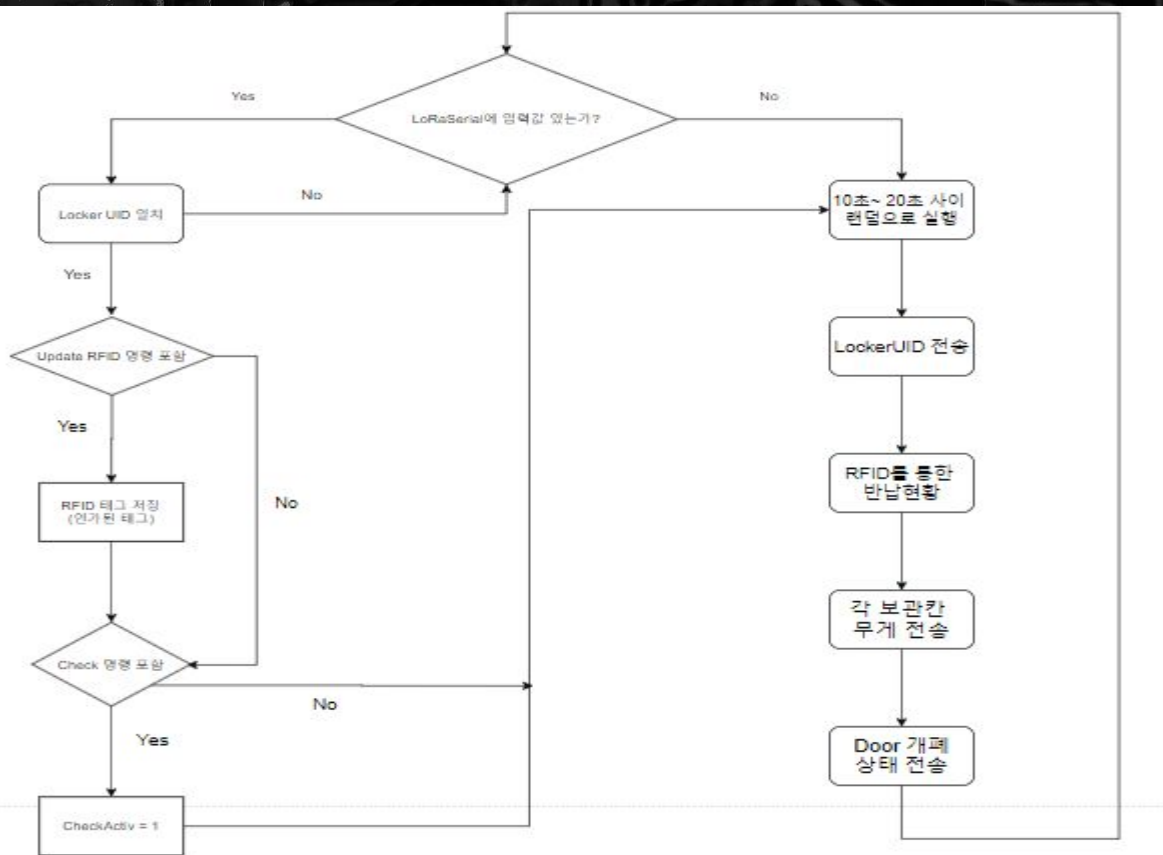 LoRaSerial에 입력값 있는가?
Yes
No
Locker UID 일치
No
10초~ 20초 사이
랜덤으로 실행
Yes
LockerUID 전송
Update RFID 명령 포함
Yes
No
RFID를 통한
반납현황
RFID 태그 저장
(인가된 태그)
각 보관칸
무게 전송
Check 명령 포함
No
Yes
Door 개폐
상태 전송
CheckActiv = 1